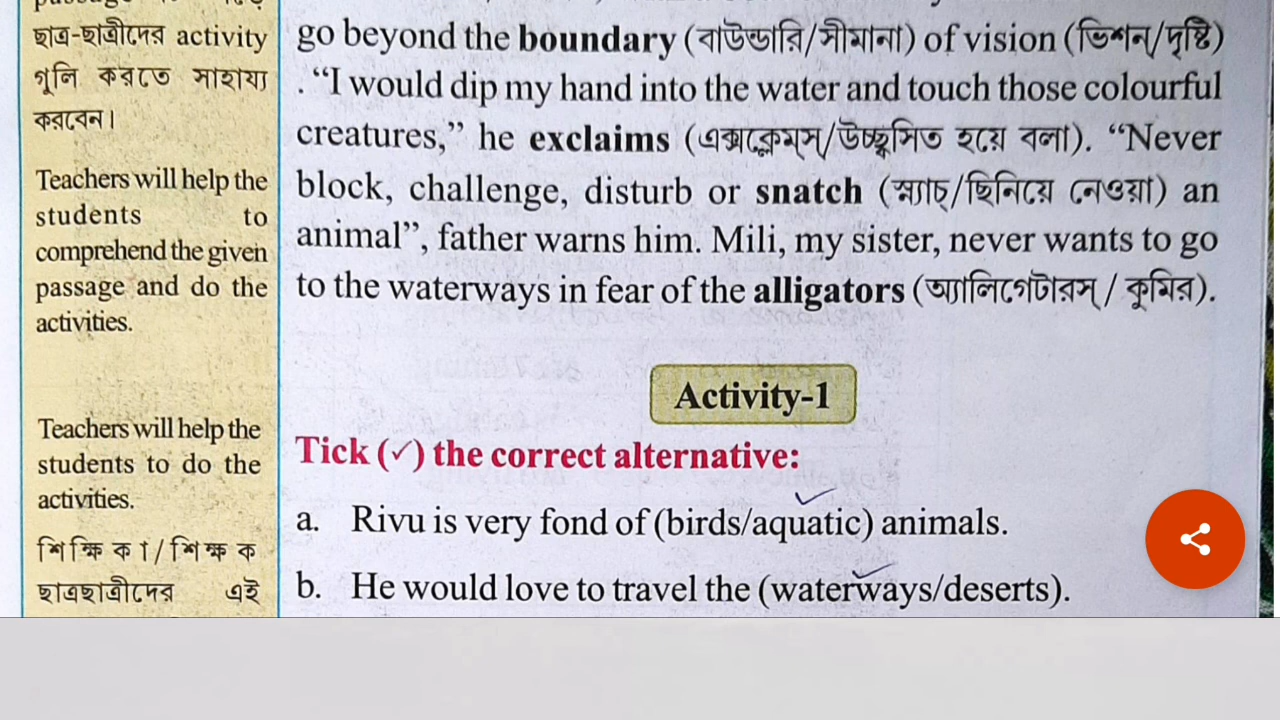 ছাত্র-ছাত্রীদের activity
গুলি করতে সাহায্য
করবেন।
Teachers will help the
students to
comprehend the given
passage and do the
activities.
Teachers will help the
students to do the
activities.
শিক্ষিকা/শিক্ষক
ছাত্রছাত্রীদের এই
go beyond the boundary (বাউন্ডারি/সীমানা) of vision (ভিশন্/দৃষ্টি)
. “I would dip my hand into the water and touch those colourful
creatures,” he exclaims (এক্সক্লেম্‌স্/উচ্ছ্বসিত হয়ে বলা). “Never
block, challenge, disturb or snatch (স্ন্যাচ্/ছিনিয়ে নেওয়া) an
animal”, father warns him. Mili, my sister, never wants to go
to the waterways in fear of the alligators (অ্যালিগেটারস্ / কুমির).
Activity-1
Tick (✓) the correct alternative:
a. Rivu is very fond of (birds/aquatic) animals.
b. He would love to travel the (waterways/deserts).